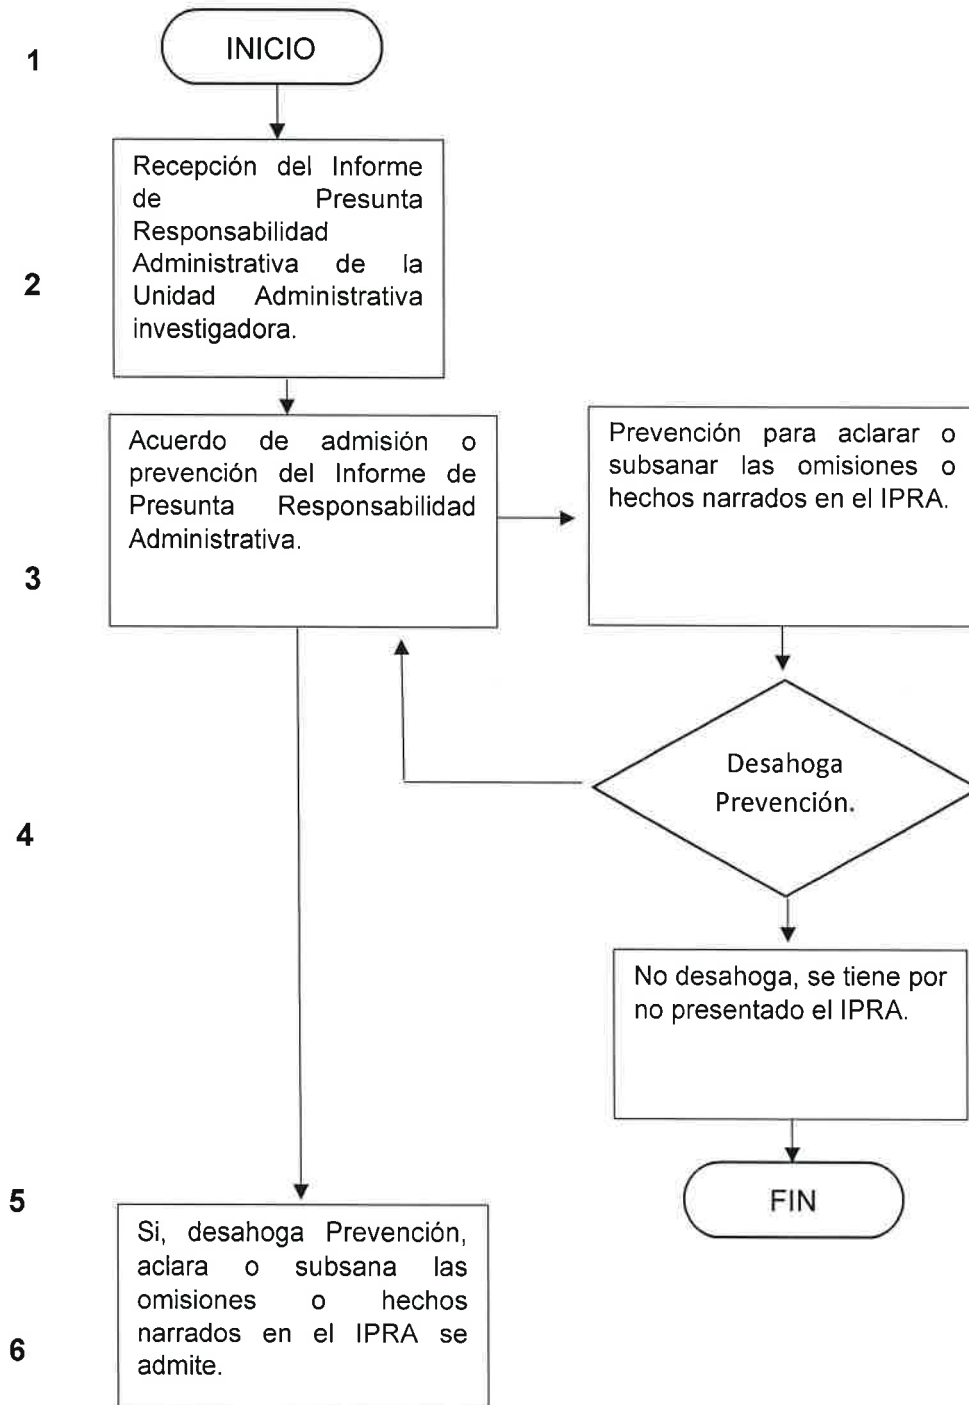 1
INICIO
Recepción del Informe
de Presunta
Responsabilidad
Administrativa de la
Unidad Administrativa
investigadora.
2
Acuerdo de admisión o
prevención del Informe de
Presunta Responsabilidad
Administrativa.
Prevención para aclarar o
subsanar las omisiones o
hechos narrados en el IPRA.
3
Desahoga
Prevención.
4
No desahoga, se tiene por
no presentado el IPRA.
5
FIN
Si, desahoga Prevención,
aclara o subsana las
omisiones o hechos
narrados en el IPRA se
admite.
6